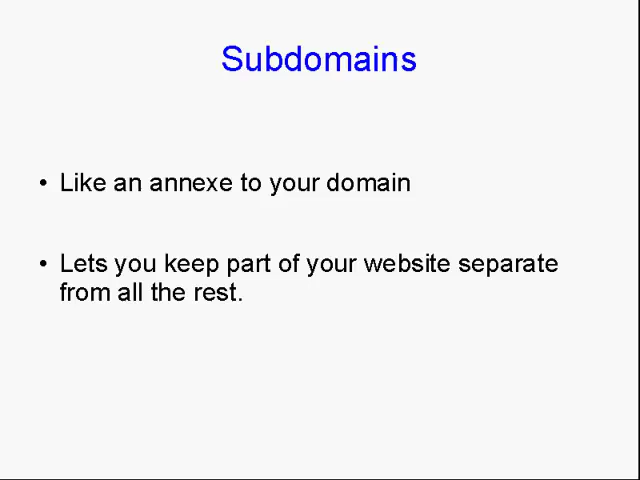 Subdomains
• Like an annexe to your domain
• Lets you keep part of your website separate
from all the rest.